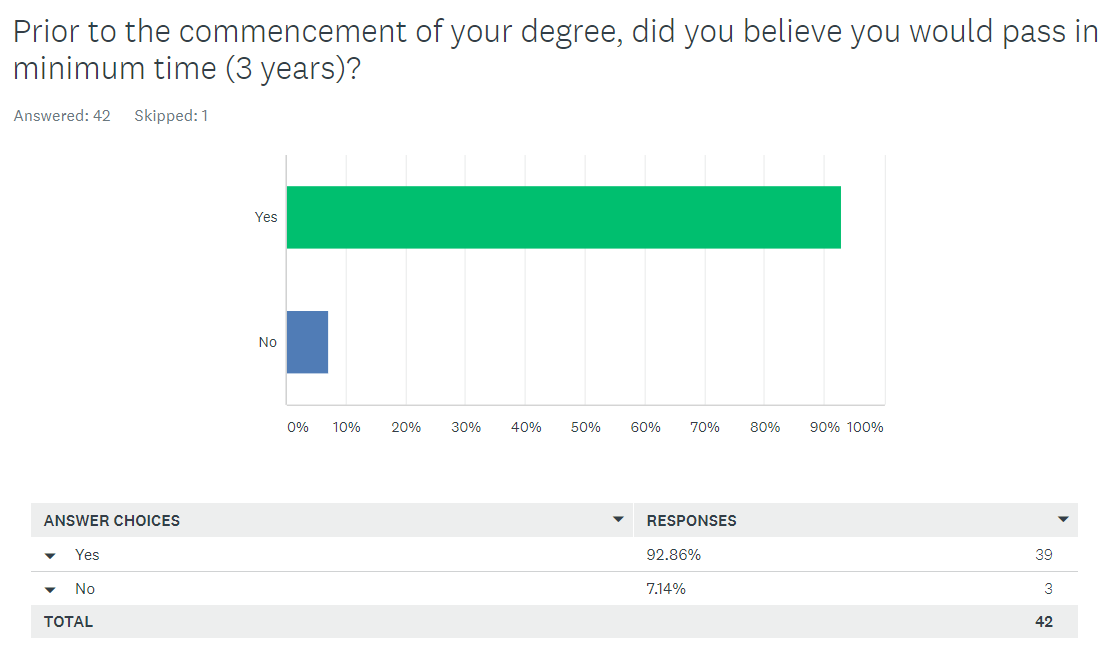 Prior to the commencement of your degree, did you believe you would pass in
minimum time (3 years)?
Answered: 42 Skipped: 1
Yes
No
0% 10% 20% 30% 40% 50% 60% 70% 80% 90% 100%
ANSWER CHOICES RESPONSES
Yes 92.86% 39
No 7.14% 3
TOTAL 42